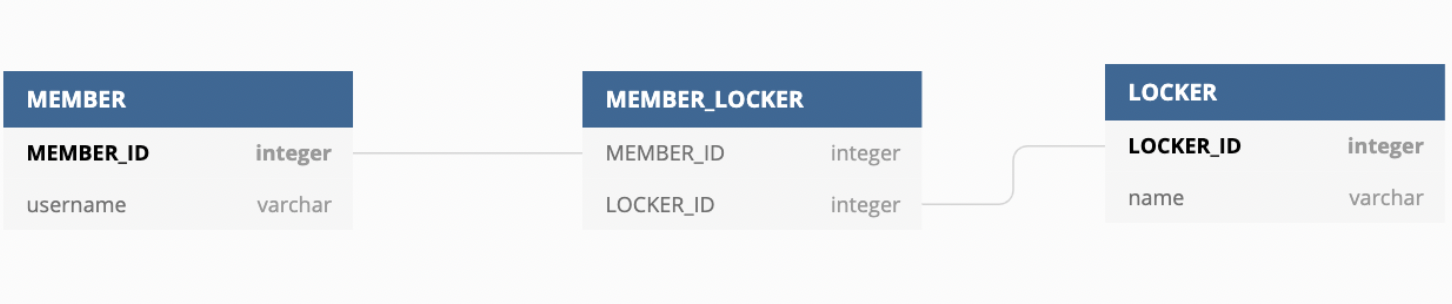 MEMBER
MEMBER_ID integer
username varchar
MEMBER_LOCKER
MEMBER_ID integer
LOCKER_ID integer
LOCKER
LOCKER_ID integer
name varchar